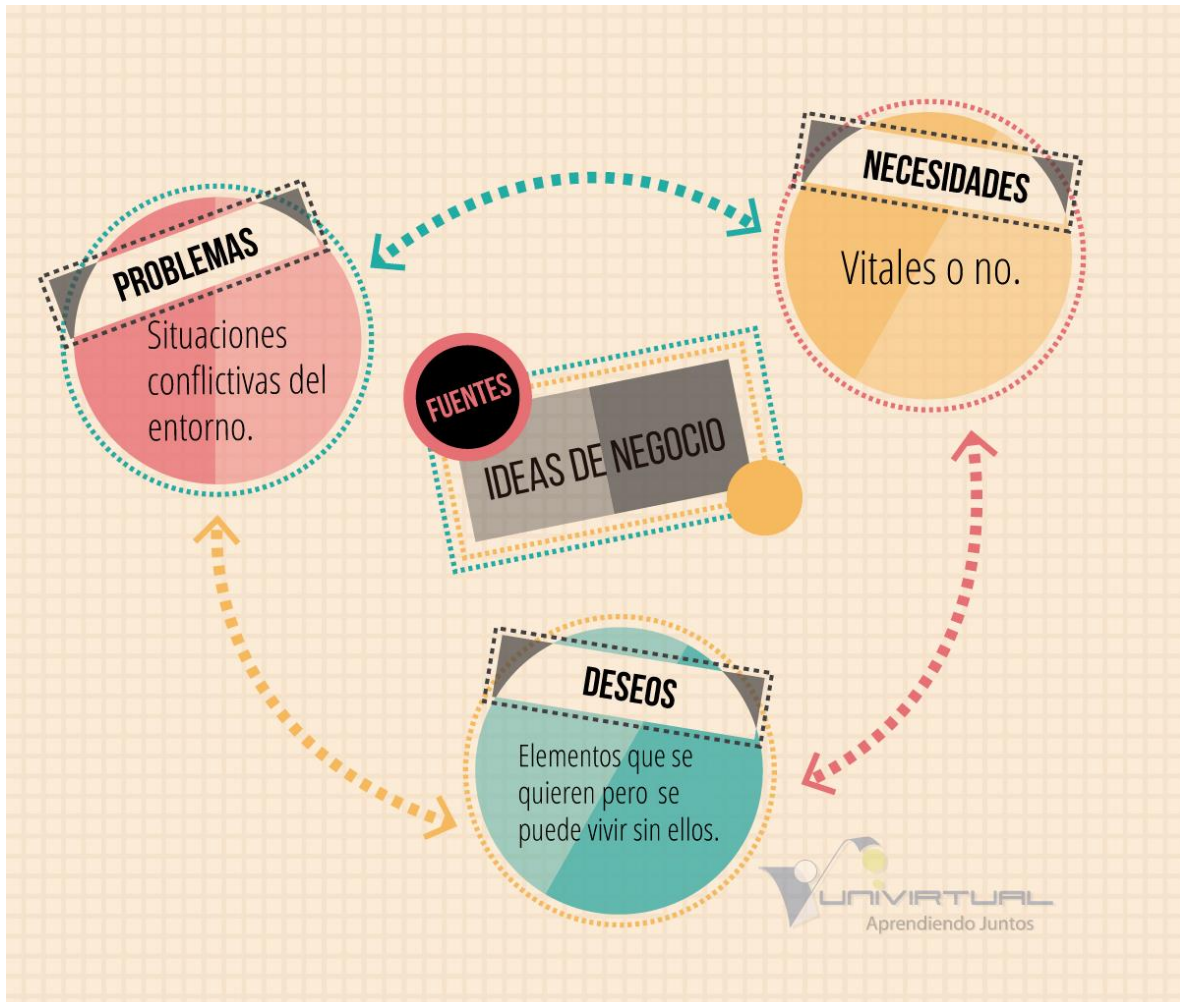 PROBLEMAS
Situaciones
conflictivas del
entorno.
NECESIDADES
Vitales o no.
FUENTES
IDEAS DE NEGOCIO
DESEOS
Elementos que se
quieren pero se
puede vivir sin ellos.
UNIVIRTUAL
Aprendiendo Juntos